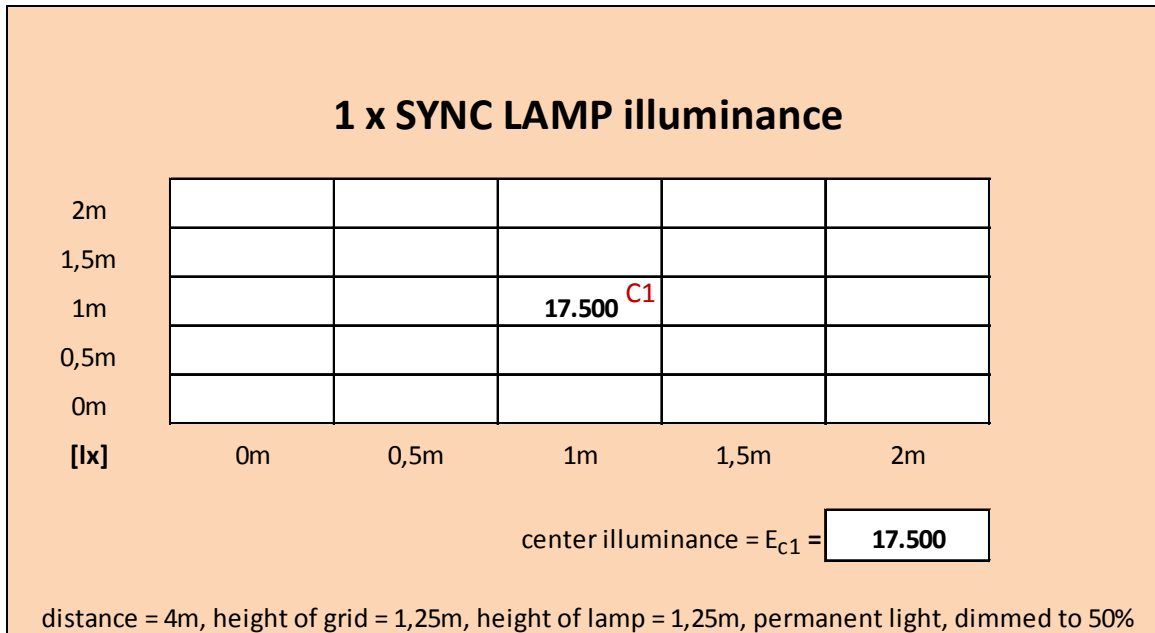 1 x SYNC LAMP illuminance
2m
1,5m
1m 17.500 C1
0,5m
0m
[lx] 0m 0,5m 1m 1,5m 2m
center illuminance = Ec1 = 17.500
distance = 4m, height of grid = 1,25m, height of lamp = 1,25m, permanent light, dimmed to 50%